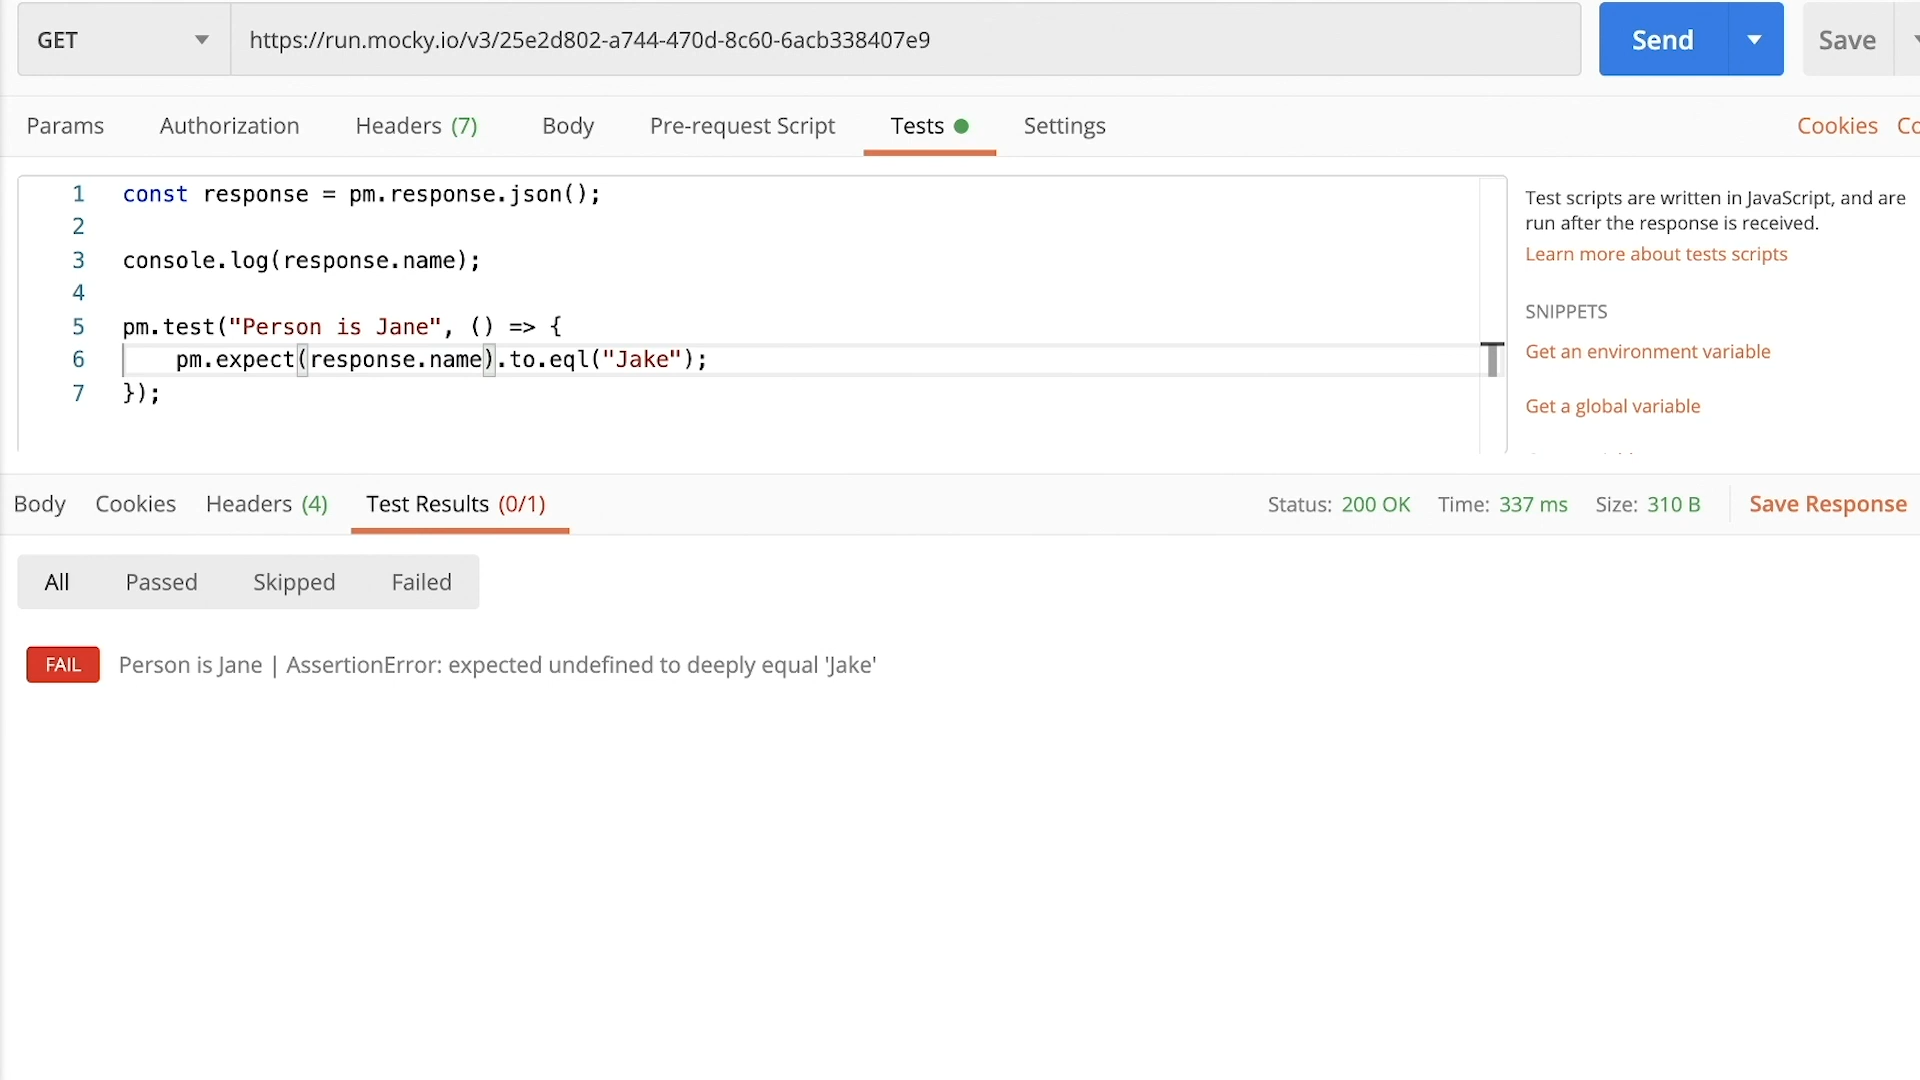 GET
https://run.mocky.io/v3/25e2d802-a744-470d-8c60-6acb338407e9
Send
Save
Params Authorization Headers (7) Body Pre-request Script Tests Settings Cookies Co
1 const response = pm.response.json();
2
3 console.log(response.name);
4
5 pm.test("Person is Jane", () => {
6 pm.expect(response.name).to.eql("Jake");
7 });
Test scripts are written in JavaScript, and are
run after the response is received.
Learn more about tests scripts
SNIPPETS
Get an environment variable
Get a global variable
Body Cookies Headers (4) Test Results (0/1) Status: 200 OK Time: 337 ms Size: 310 B Save Response
All Passed Skipped Failed
FAIL Person is Jane | AssertionError: expected undefined to deeply equal 'Jake'